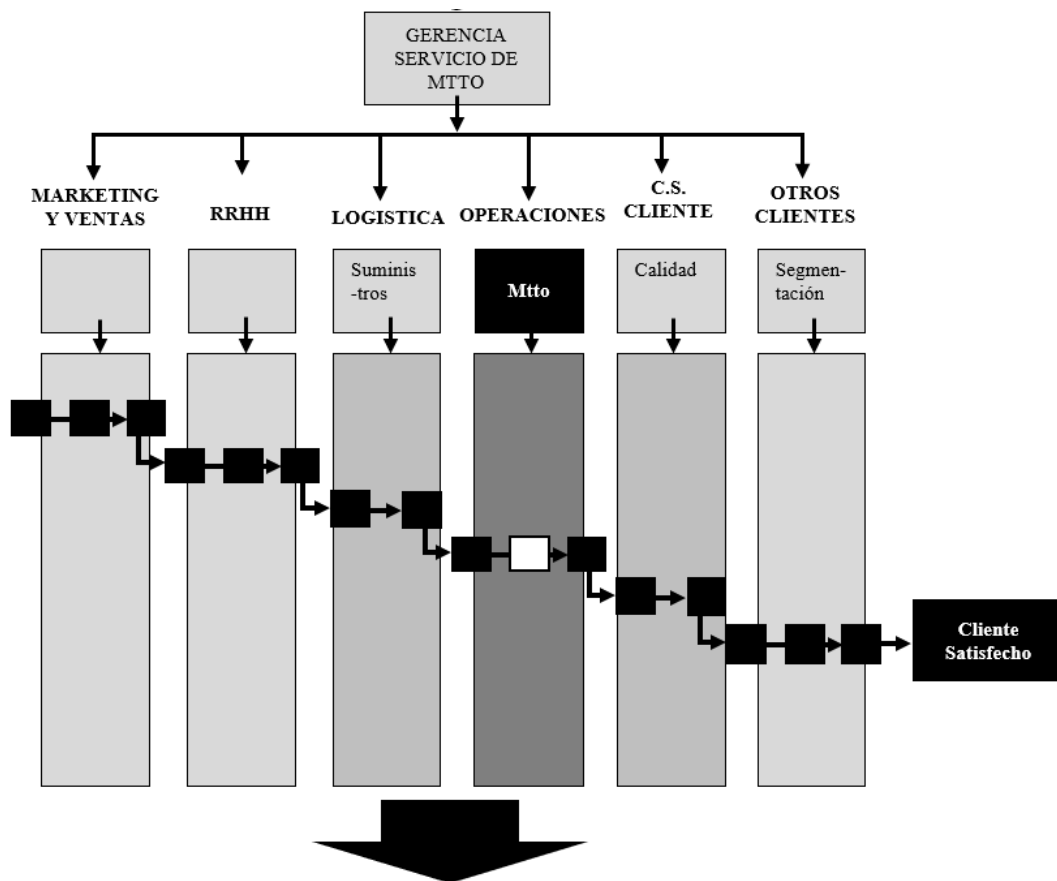 GERENCIA
SERVICIO DE
MTTO
MARKETING
Y VENTAS
RRHH
LOGISTICA
OPERACIONES
C.S.
CLIENTE
OTROS
CLIENTES
Suminis
-tros
Mtto
Calidad
Segmen-
tación
Cliente
Satisfecho